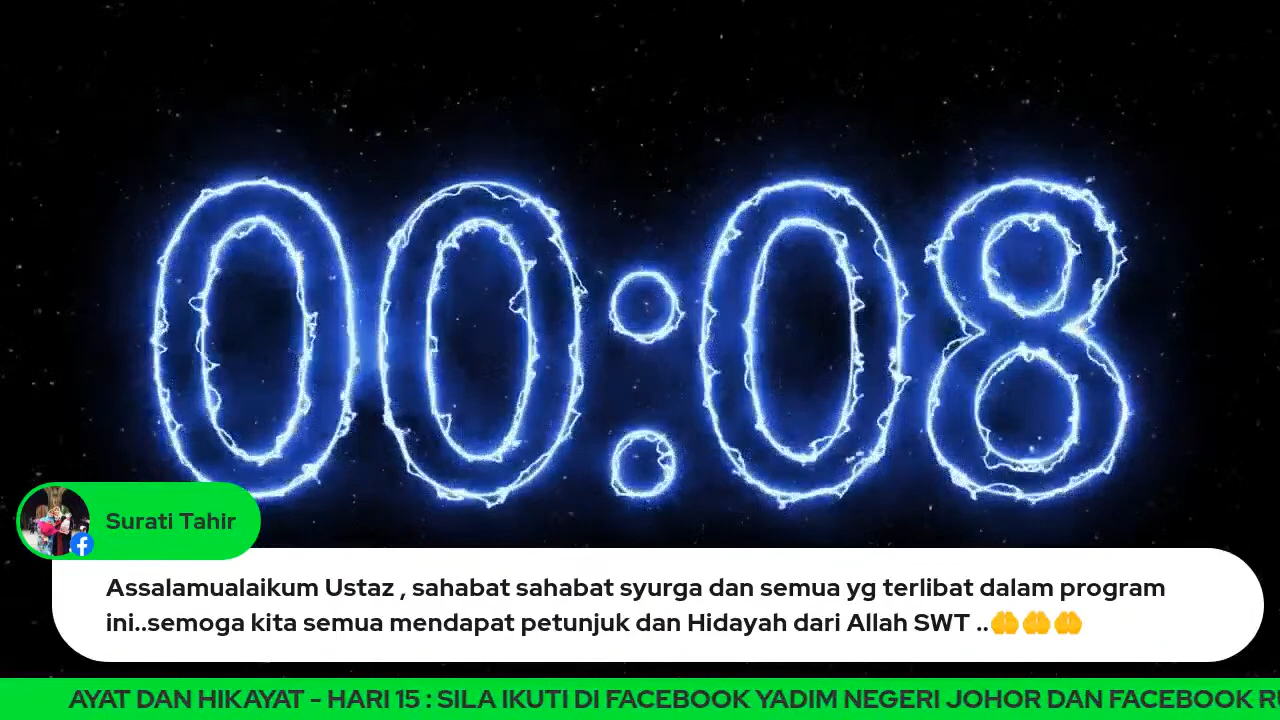 00:08
Surati Tahir
Assalamualaikum Ustaz , sahabat sahabat syurga dan semua yg terlibat dalam program
ini..semoga kita semua mendapat petunjuk dan Hidayah dari Allah SWT ..🤲🤲🤲
AYAT DAN HIKAYAT - HARI 15 : SILA IKUTI DI FACEBOOK YADIM NEGERI JOHOR DAN FACEBOOK